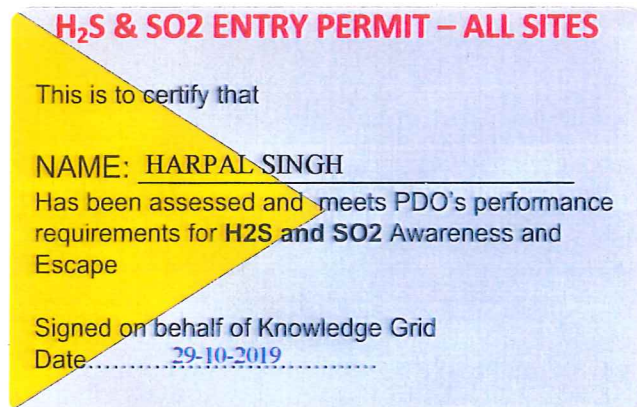 H₂S & SO2 ENTRY PERMIT – ALL SITES
This is to certify that
NAME: HARPAL SINGH
Has been assessed and meets PDO's performance
requirements for H2S and SO2 Awareness and
Escape
Signed on behalf of Knowledge Grid
Date.......29-10-2019...............